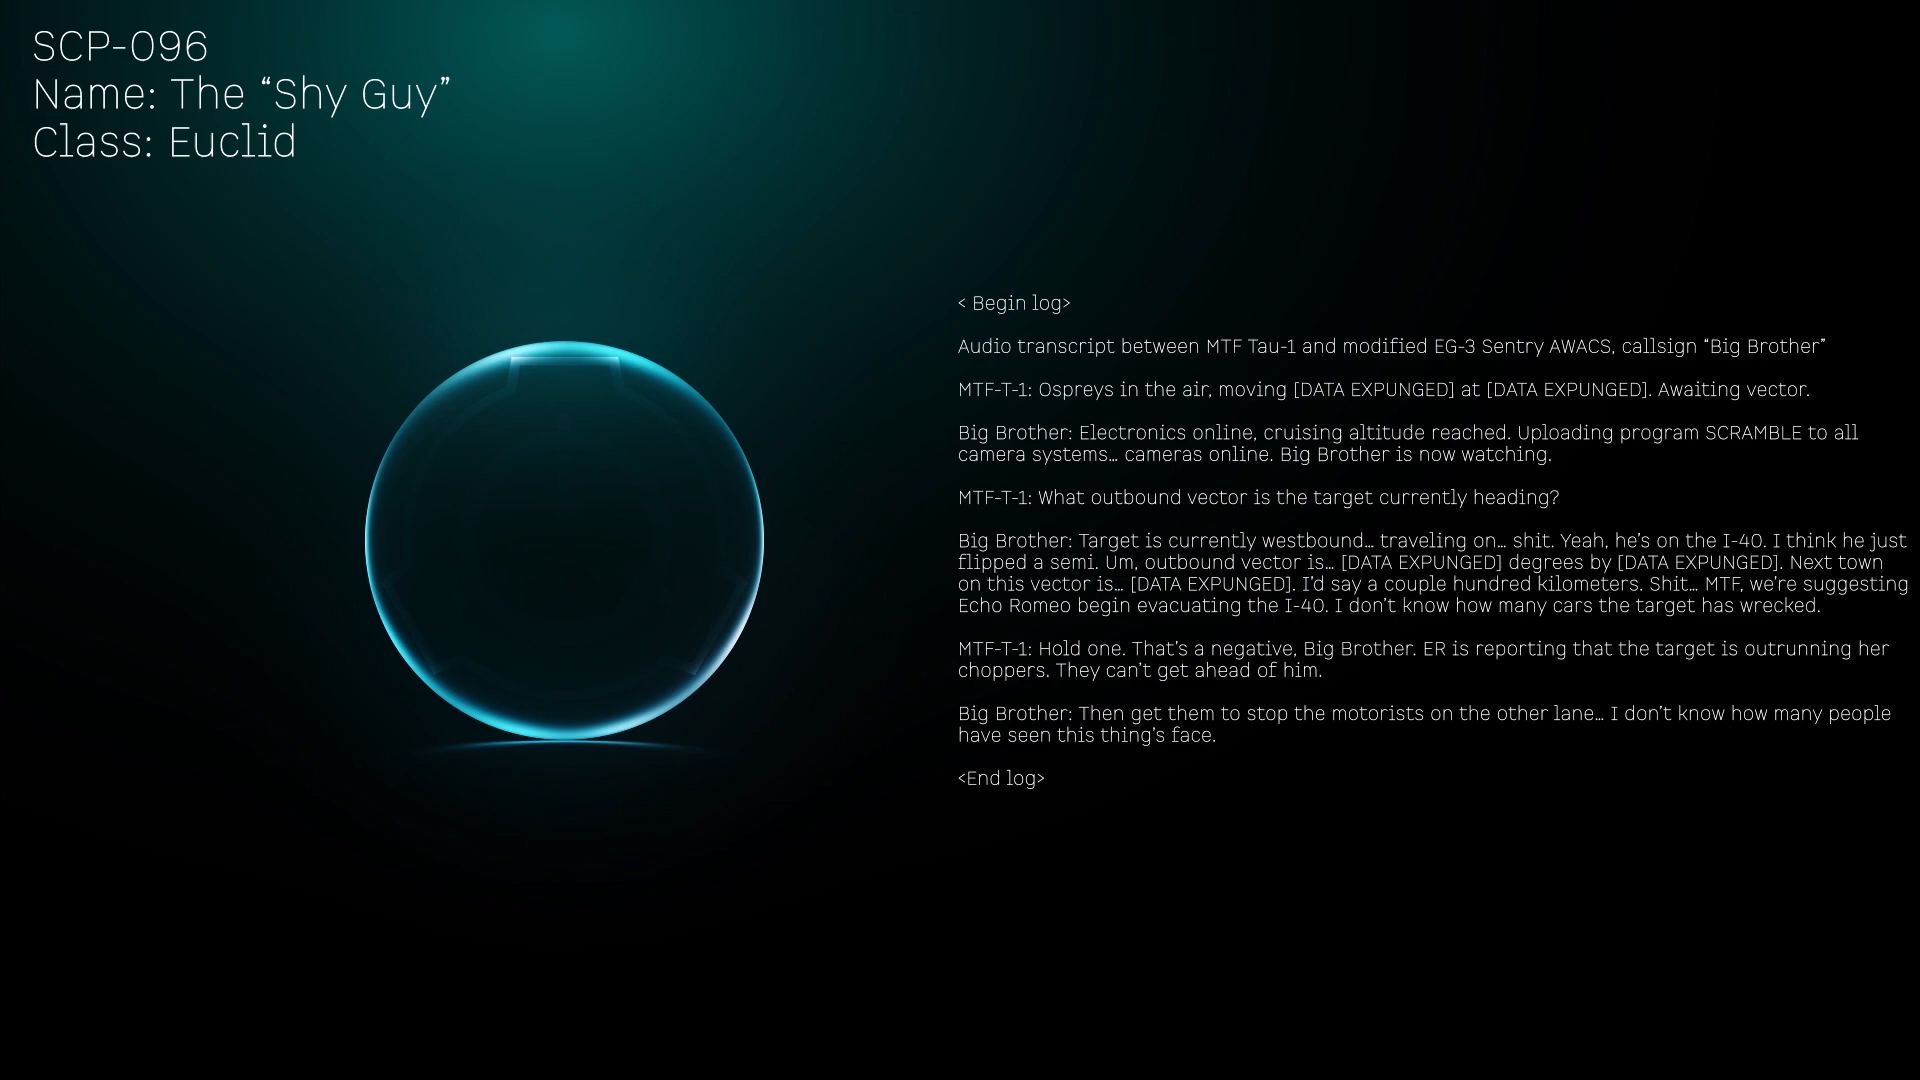 SCP-096
Name: The “Shy Guy”
Class: Euclid
< Begin log>
Audio transcript between MTF Tau-1 and modified EG-3 Sentry AWACS, callsign “Big Brother”
MTF-T-1: Ospreys in the air, moving [DATA EXPUNGED] at [DATA EXPUNGED]. Awaiting vector.
Big Brother: Electronics online, cruising altitude reached. Uploading program SCRAMBLE to all
camera systems… cameras online. Big Brother is now watching.
MTF-T-1: What outbound vector is the target currently heading?
Big Brother: Target is currently westbound… traveling on… shit. Yeah, he’s on the I-40. I think he just
flipped a semi. Um, outbound vector is… [DATA EXPUNGED] degrees by [DATA EXPUNGED]. Next town
on this vector is… [DATA EXPUNGED]. I’d say a couple hundred kilometers. Shit… MTF, we’re suggesting
Echo Romeo begin evacuating the I-40. I don’t know how many cars the target has wrecked.
MTF-T-1: Hold one. That’s a negative, Big Brother. ER is reporting that the target is outrunning her
choppers. They can’t get ahead of him.
Big Brother: Then get them to stop the motorists on the other lane… I don’t know how many people
have seen this thing’s face.
<End log>